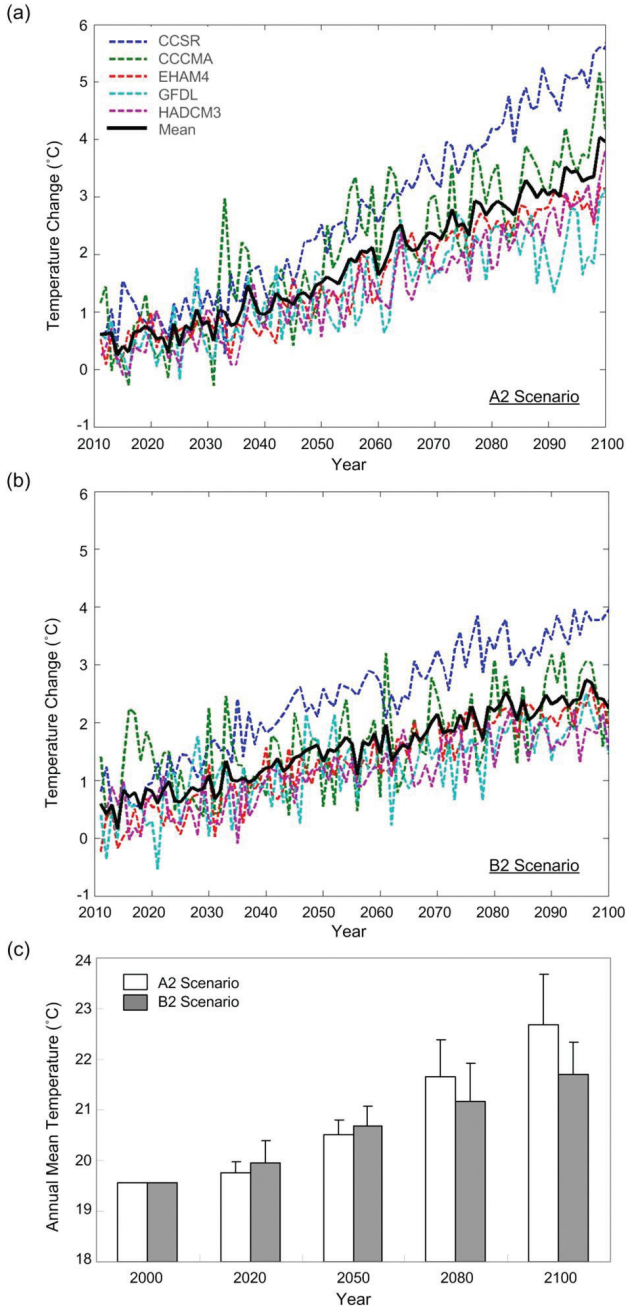 (a)
Temperature Change (˚C)
6
5
4
3
2
1
0
-1
CCSR
CCCMA
EHAM4
GFDL
HADCM3
Mean
A2 Scenario
2010 2020 2030 2040 2050 2060 2070 2080 2090 2100
Year
(b)
Temperature Change (˚C)
6
5
4
3
2
1
0
-1
B2 Scenario
2010 2020 2030 2040 2050 2060 2070 2080 2090 2100
Year
(c)
Annual Mean Temperature (˚C)
24
23
22
21
20
19
18
A2 Scenario
B2 Scenario
2000 2020 2050 2080 2100
Year